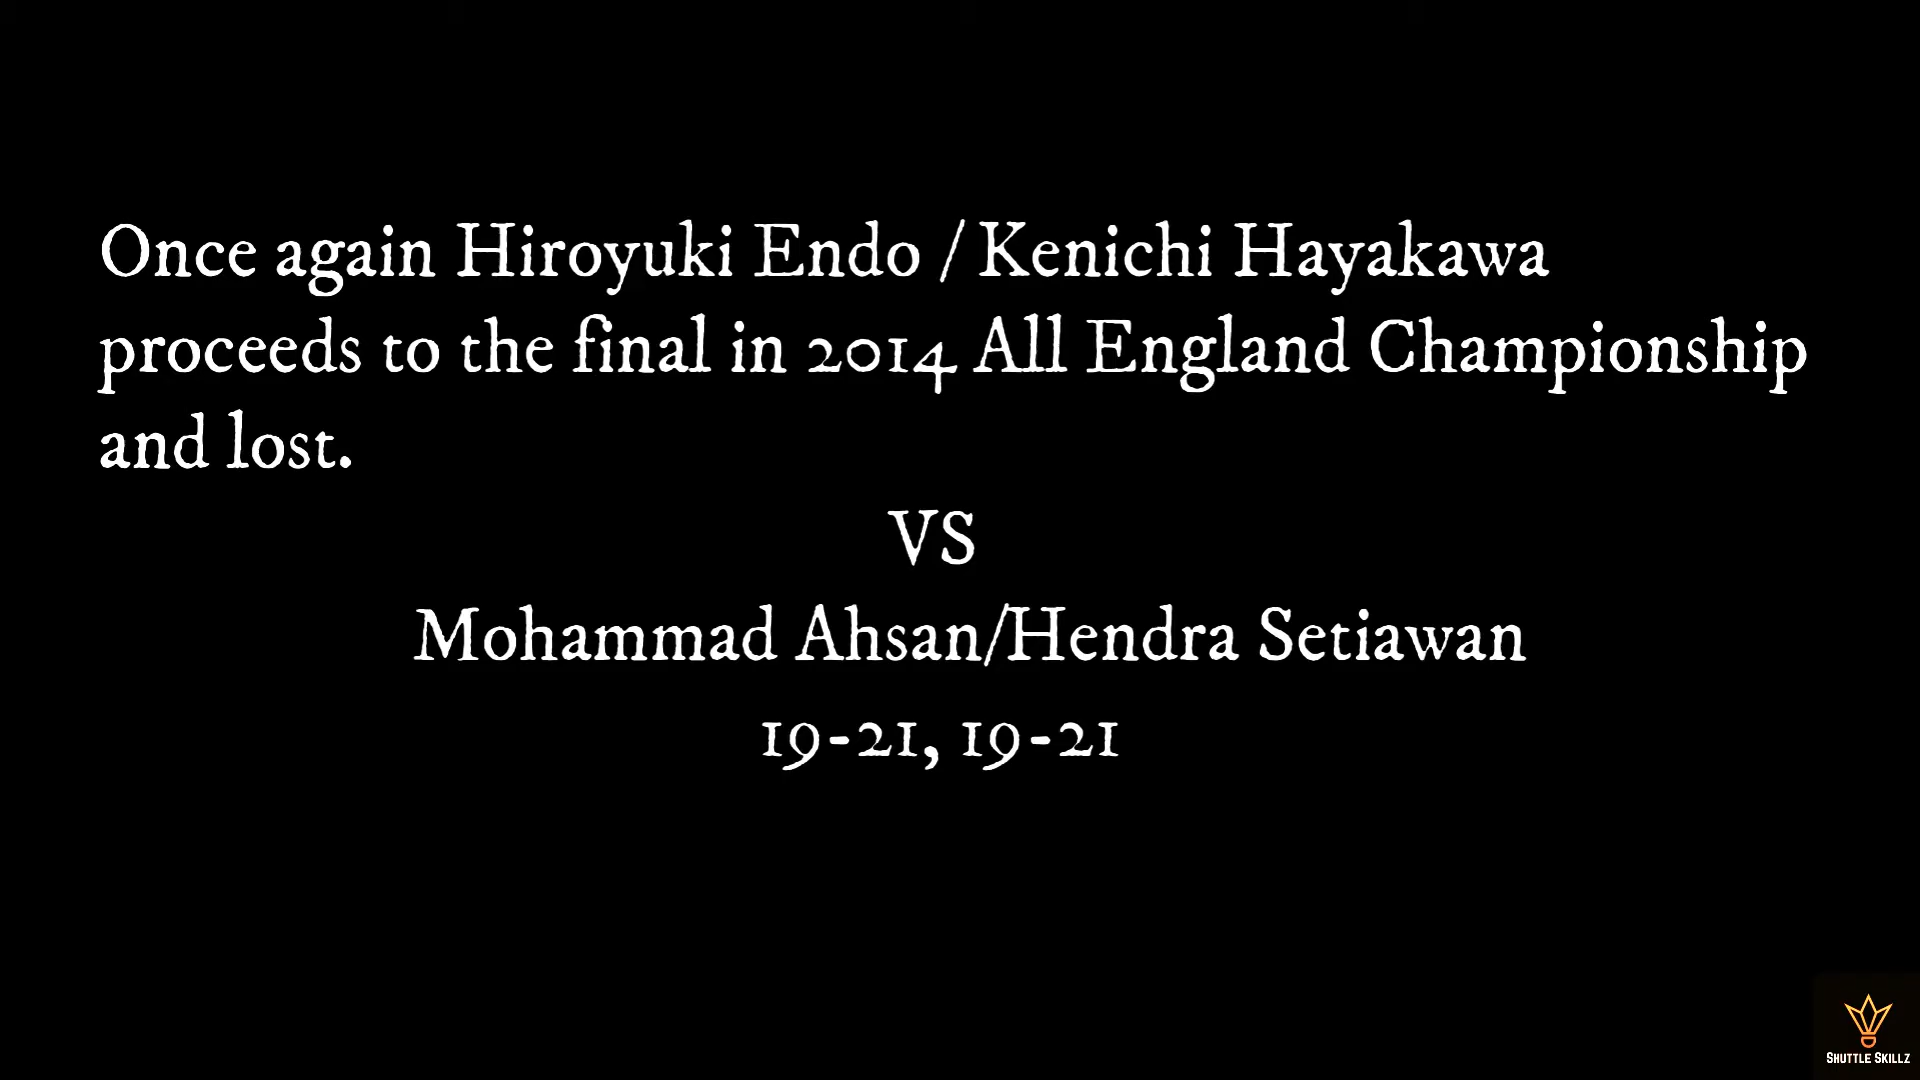 Once again Hiroyuki Endo / Kenichi Hayakawa
proceeds to the final in 2014 All England Championship
and lost.
VS
Mohammad Ahsan/Hendra Setiawan
19-21, 19-21
SHUTTLE SKILLZ